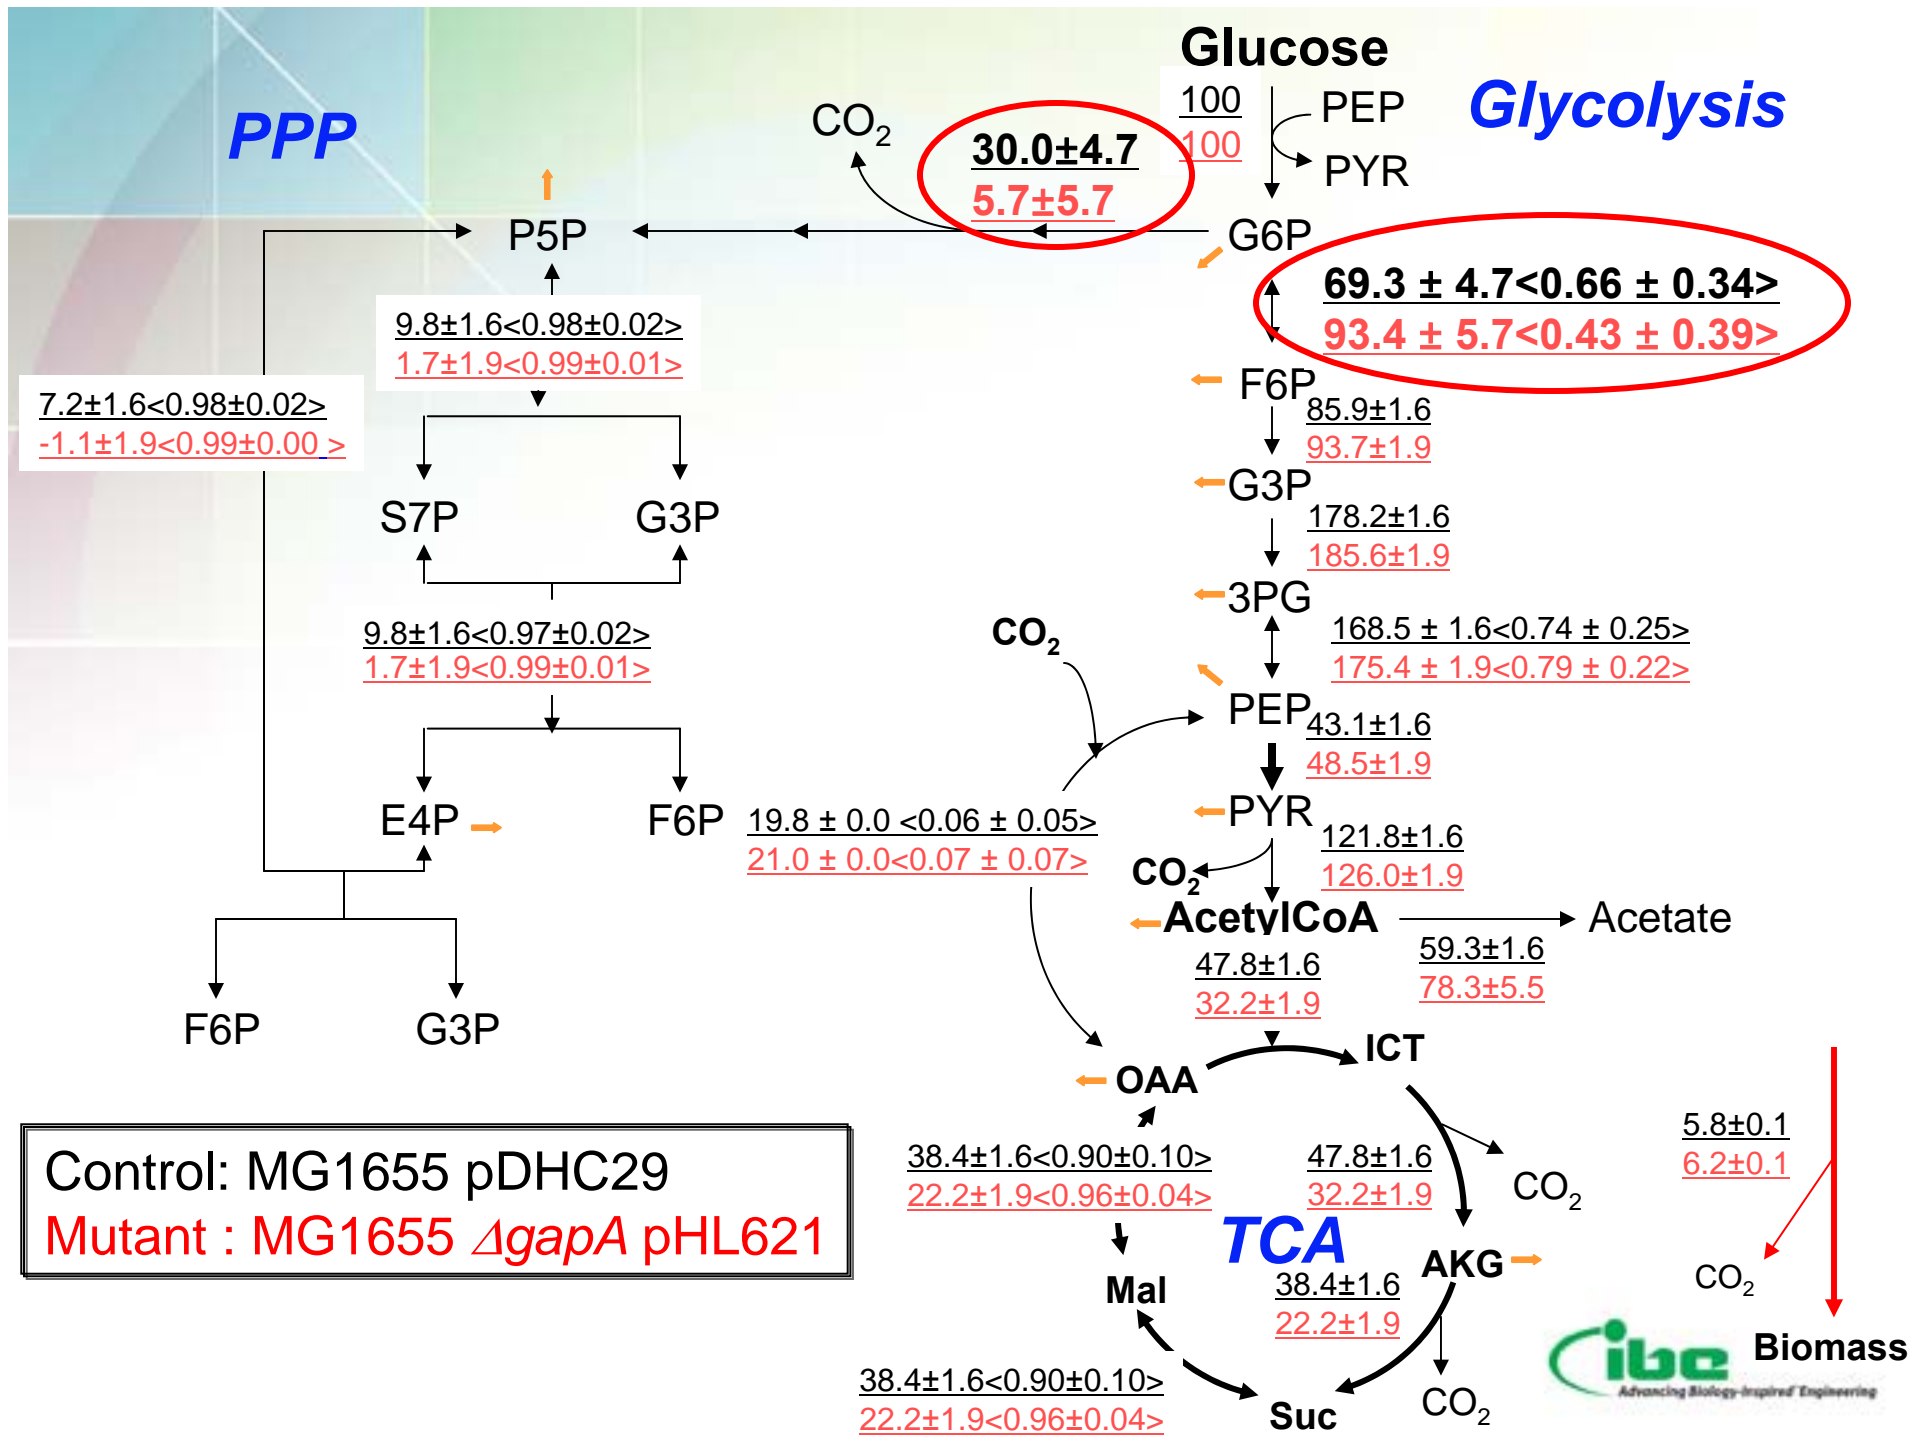 Glucose
Glycolysis
PPP
CO2
30.0±4.7
5.7±5.7
100
100
PEP
PYR
P5P
G6P
69.3 ± 4.7<0.66 ± 0.34>
93.4 ± 5.7<0.43 ± 0.39>
9.8±1.6<0.98±0.02>
1.7±1.9<0.99±0.01>
7.2±1.6<0.98±0.02>
-1.1±1.9<0.99±0.00 >
F6P
85.9±1.6
93.7±1.9
S7P
G3P
G3P
178.2±1.6
185.6±1.9
3PG
9.8±1.6<0.97±0.02>
1.7±1.9<0.99±0.01>
CO2
168.5 ± 1.6<0.74 ± 0.25>
175.4 ± 1.9<0.79 ± 0.22>
PEP
43.1±1.6
48.5±1.9
E4P
F6P
19.8 ± 0.0 <0.06 ± 0.05>
21.0 ± 0.0<0.07 ± 0.07>
PYR
121.8±1.6
126.0±1.9
CO2
AcetylCoA
Acetate
47.8±1.6
32.2±1.9
59.3±1.6
78.3±5.5
F6P
G3P
ICT
OAA
Control: MG1655 pDHC29
Mutant : MG1655 ΔgapA pHL621
38.4±1.6<0.90±0.10>
22.2±1.9<0.96±0.04>
47.8±1.6
32.2±1.9
CO2
5.8±0.1
6.2±0.1
TCA
AKG
Mal
38.4±1.6
22.2±1.9
CO2
38.4±1.6<0.90±0.10>
22.2±1.9<0.96±0.04>
Suc
CO2
ibe
Advancing Biology-Inspired Engineering
Biomass